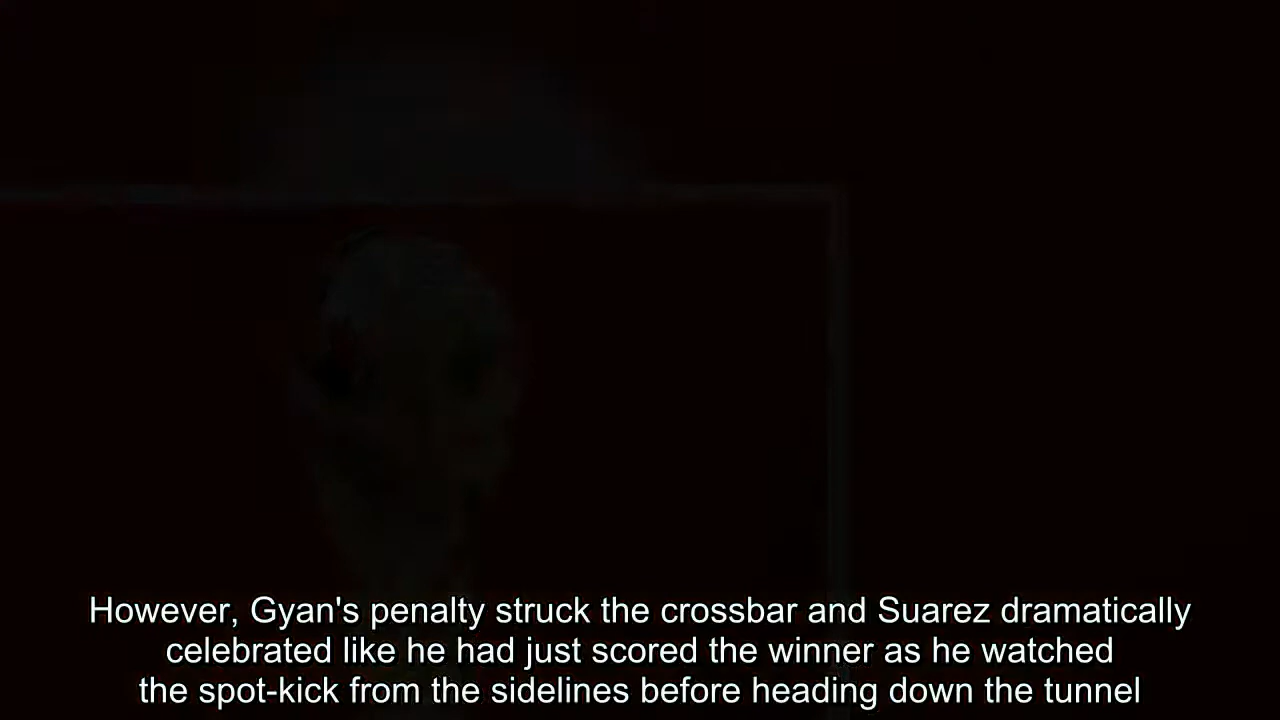 However, Gyan's penalty struck the crossbar and Suarez dramatically
celebrated like he had just scored the winner as he watched
the spot-kick from the sidelines before heading down the tunnel